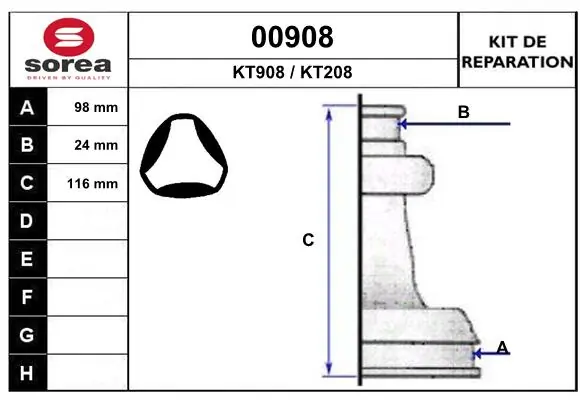 sorea
DRIVEN BY QUALITY
00908
KT908 / KT208
KIT DE
REPARATION
A 98 mm
B 24 mm
C 116 mm
D
E
F
G
H
B
C
A